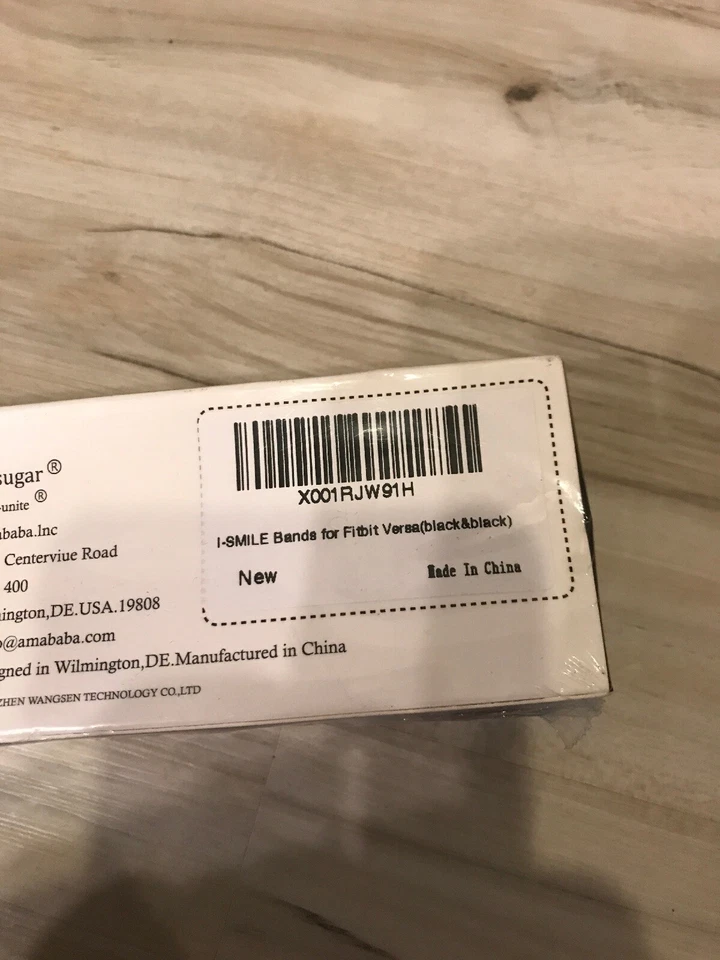 sugar®
-unite®
baba.Inc
Centerviue Road
400
ington,DE.USA.19808
@amababa.com
gned in Wilmington,DE.Manufactured in China
ZHEN WANGSEN TECHNOLOGY CO.,LTD
X001RJW91H
I-SMILE Bands for Fitbit Versa(black&black)
New
Made In China